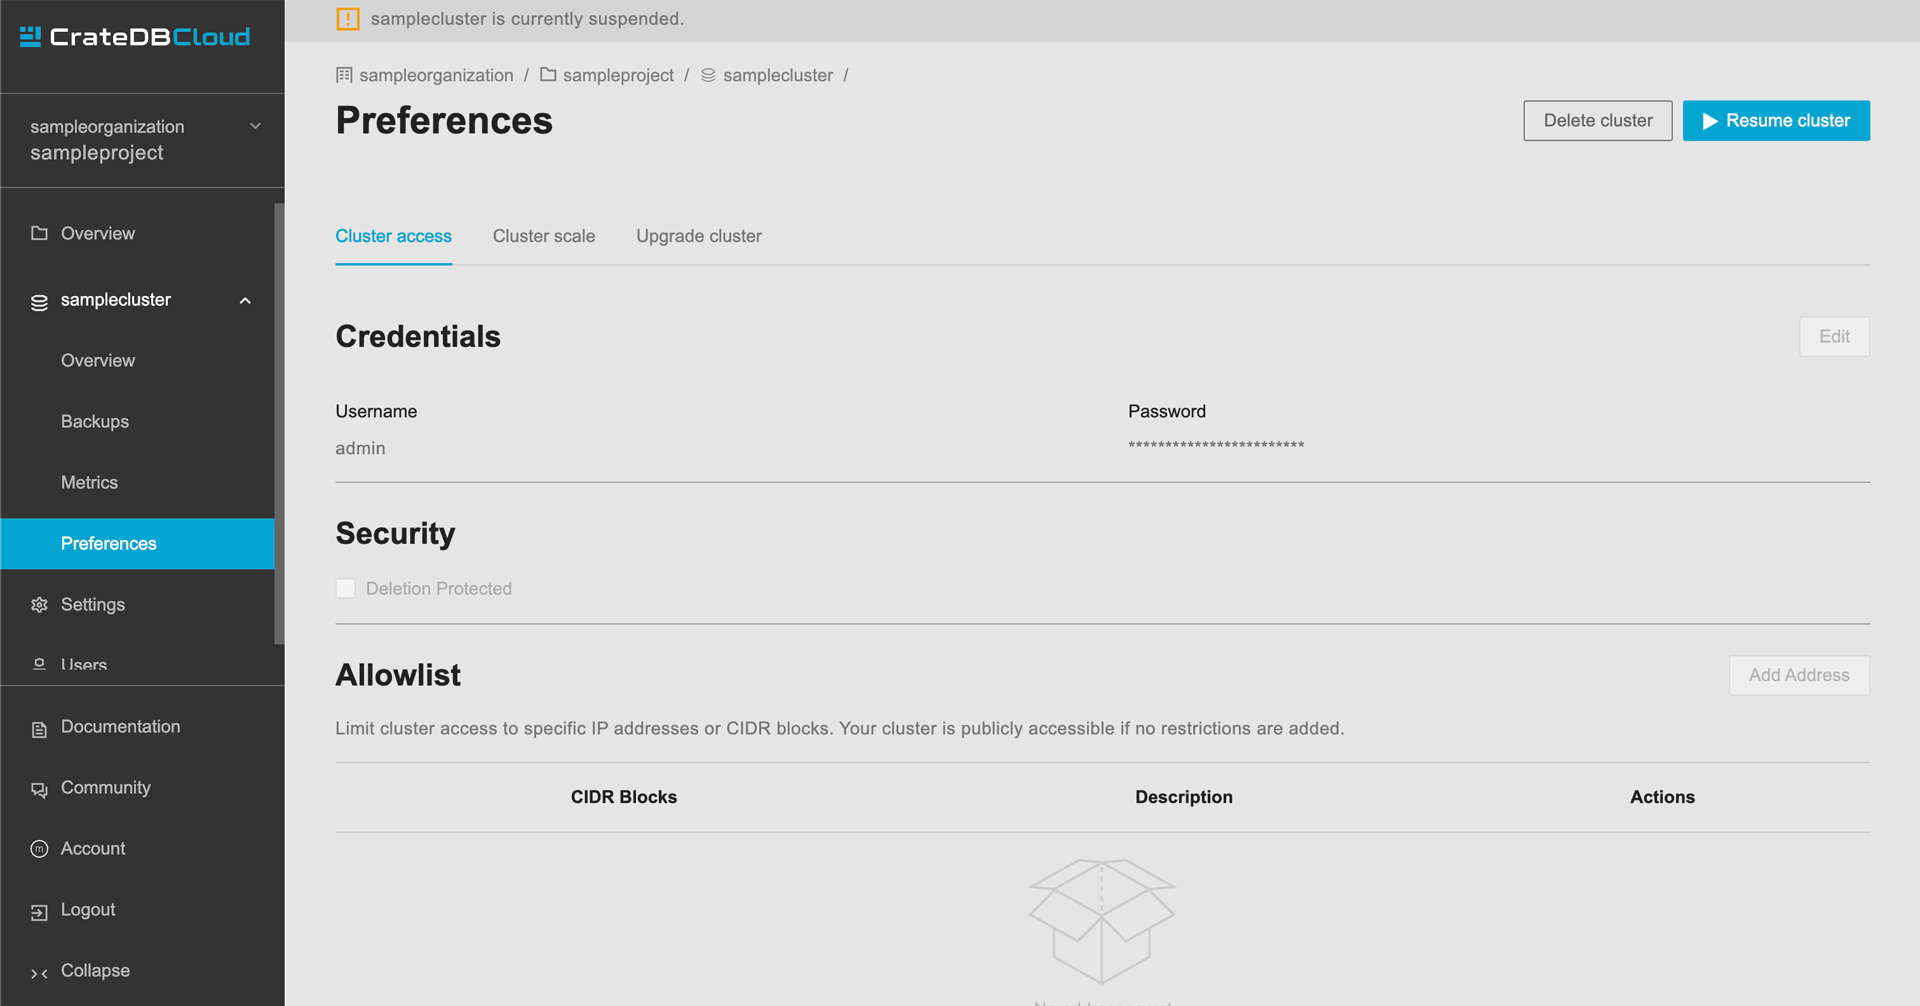 samplecluster is currently suspended.
CrateDBCloud
sampleorganization
sampleproject
Overview
samplecluster
Overview
Backups
Metrics
Preferences
Settings
Users
Documentation
Community
Account
Logout
Collapse
sampleorganization / sampleproject / samplecluster /
Preferences
Delete cluster
Resume cluster
Cluster access
Cluster scale
Upgrade cluster
Credentials
Edit
Username
Password
admin
************************
Security
Deletion Protected
Allowlist
Add Address
Limit cluster access to specific IP addresses or CIDR blocks. Your cluster is publicly accessible if no restrictions are added.
CIDR Blocks
Description
Actions